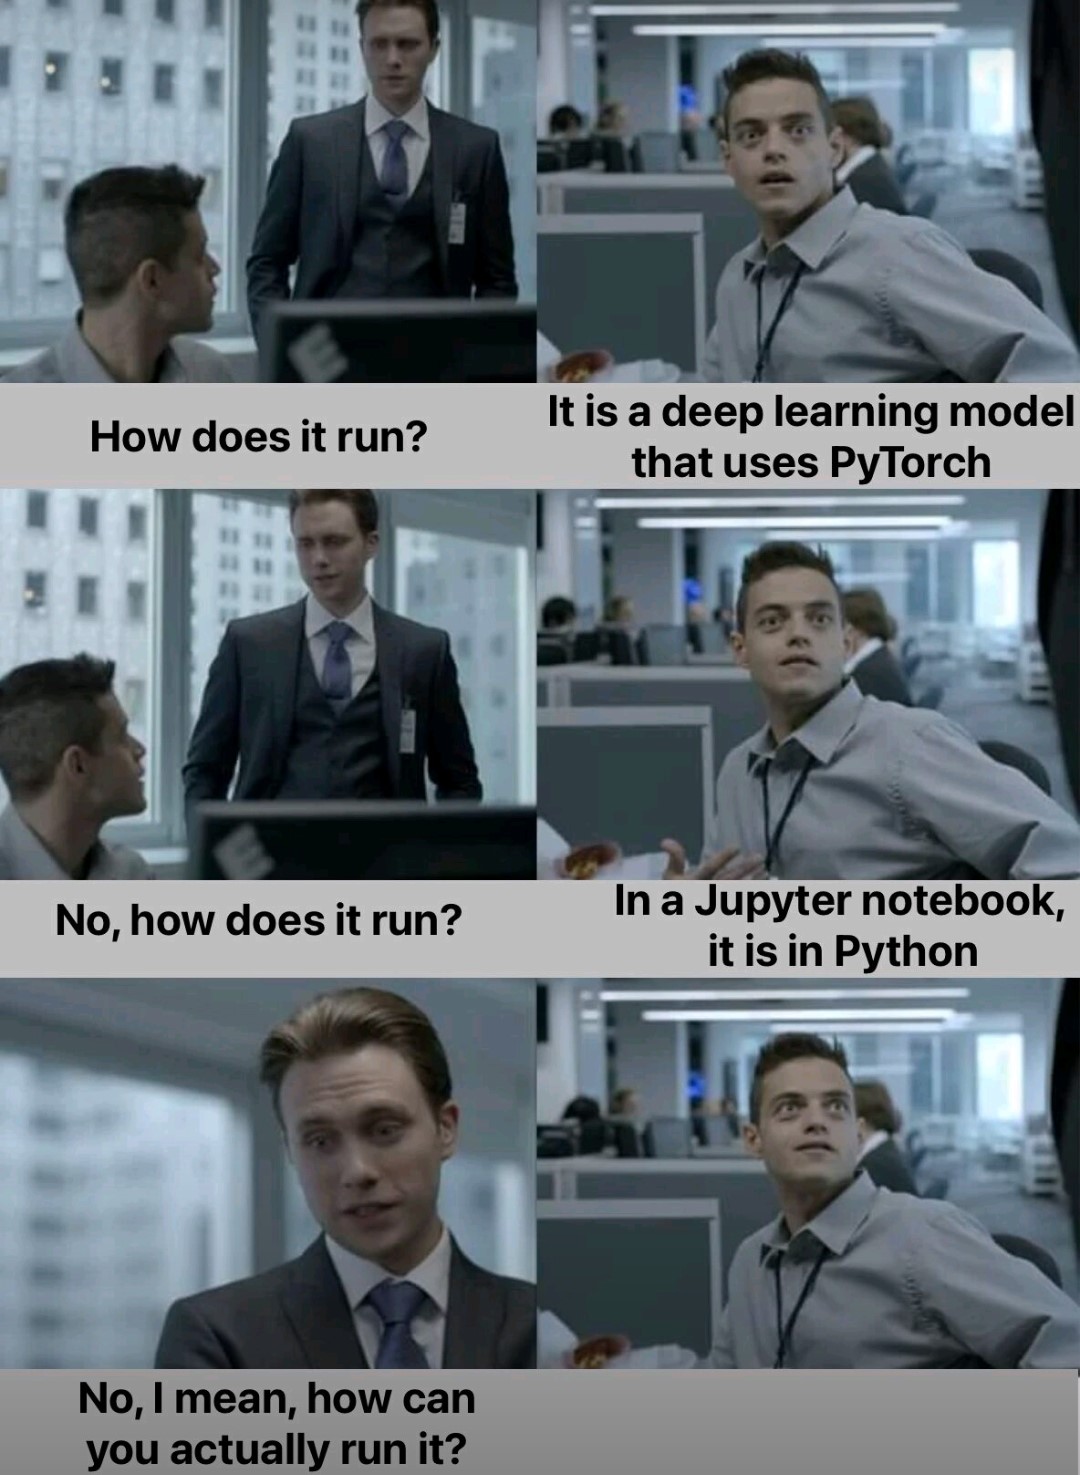 How does it run?
It is a deep learning model
that uses PyTorch
No, how does it run?
In a Jupyter notebook,
it is in Python
No, I mean, how can
you actually run it?